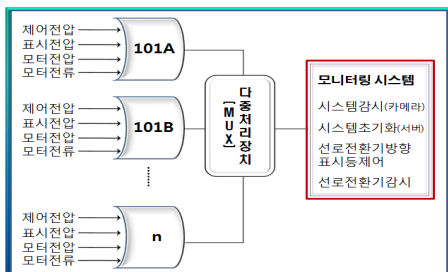 제어전압
표시전압
모터전압
모터전류
101A
제어전압
표시전압
모터전압
모터전류
101B
제어전압
표시전압
모터전압
모터전류
n
다중처리장치
[MUX]
모니터링 시스템
시스템감시(카메라)
시스템초기화(서버)
선로전환기방향
표시등제어
선로전환기감시